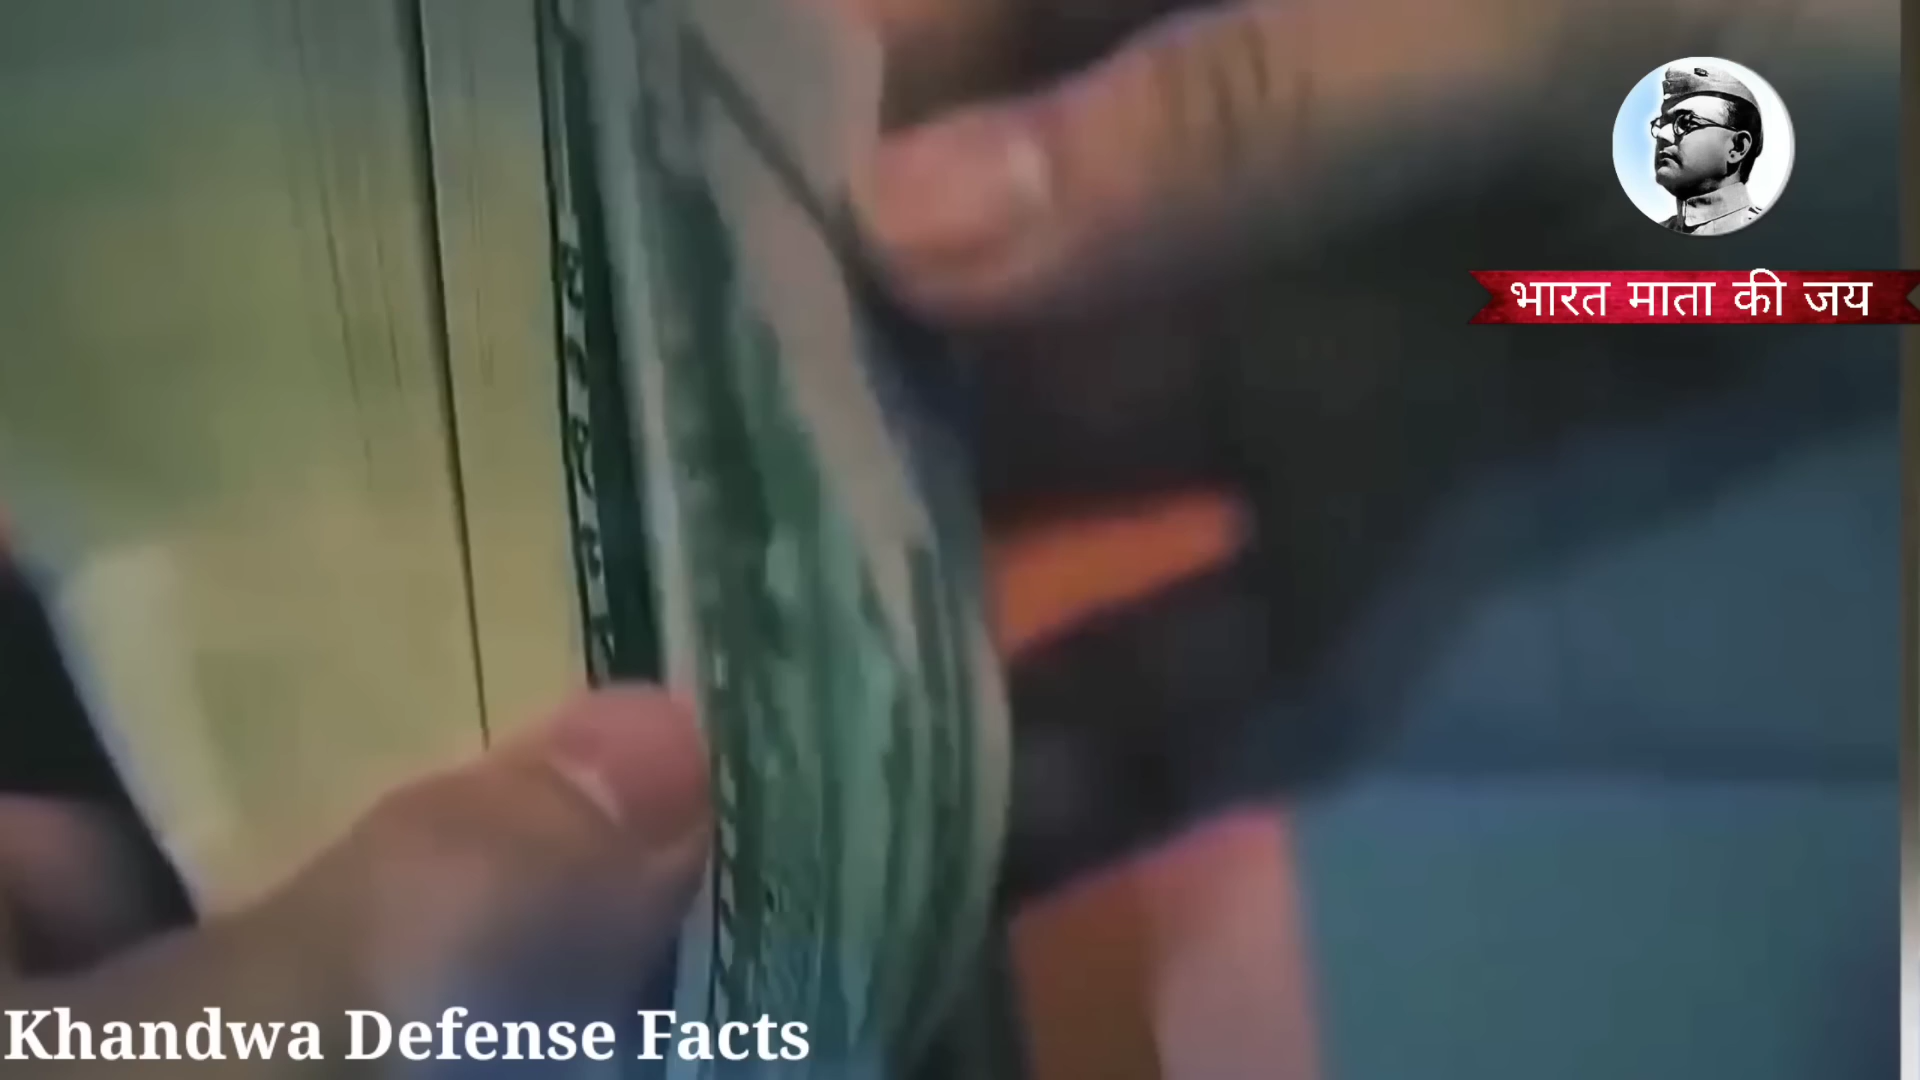 भारत माता की जय
Khandwa Defense Facts